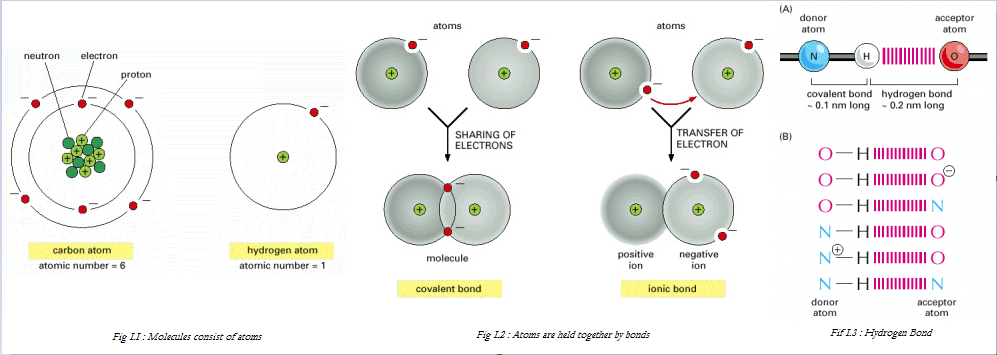 neutron
electron
proton
−
−
−
−
−
−
+
+
+
+
+
+
carbon atom
atomic number = 6
−
+
hydrogen atom
atomic number = 1
Fig I.1 : Molecules consist of atoms
atoms
−
−
+
+
SHARING OF
ELECTRONS
−
+
+
−
molecule
covalent bond
atoms
−
+
+
−
TRANSFER OF
ELECTRON
−
+
+
−
positive
ion
negative
ion
ionic bond
Fig I.2 : Atoms are held together by bonds
(A)
donor
atom
acceptor
atom
N
H
O
covalent bond
~ 0.1 nm long
hydrogen bond
~ 0.2 nm long
(B)
O — H O
O — H O −
O — H N
N — H O
N + — H O
N — H N
donor
atom
acceptor
atom
Fif I.3 : Hydrogen Bond